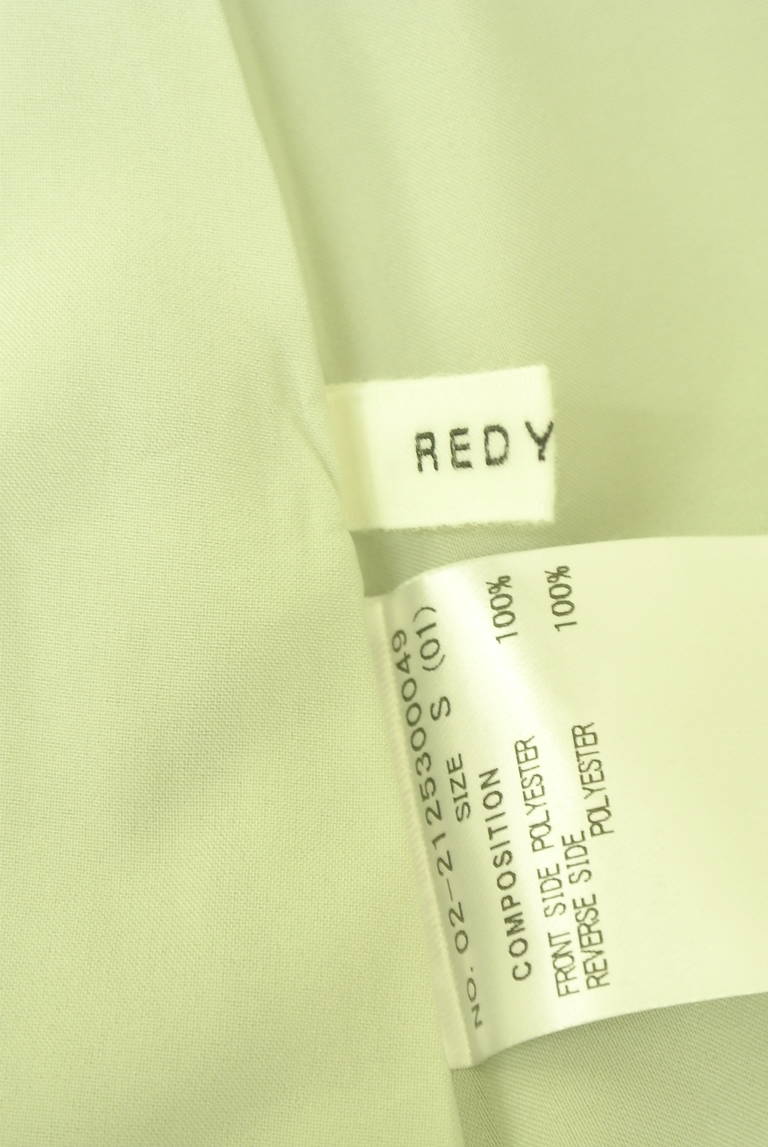 REDY
NO. 02-2125300049
SIZE S (01)
COMPOSITION
FRONT SIDE POLYESTER 100%
REVERSE SIDE
POLYESTER 100%